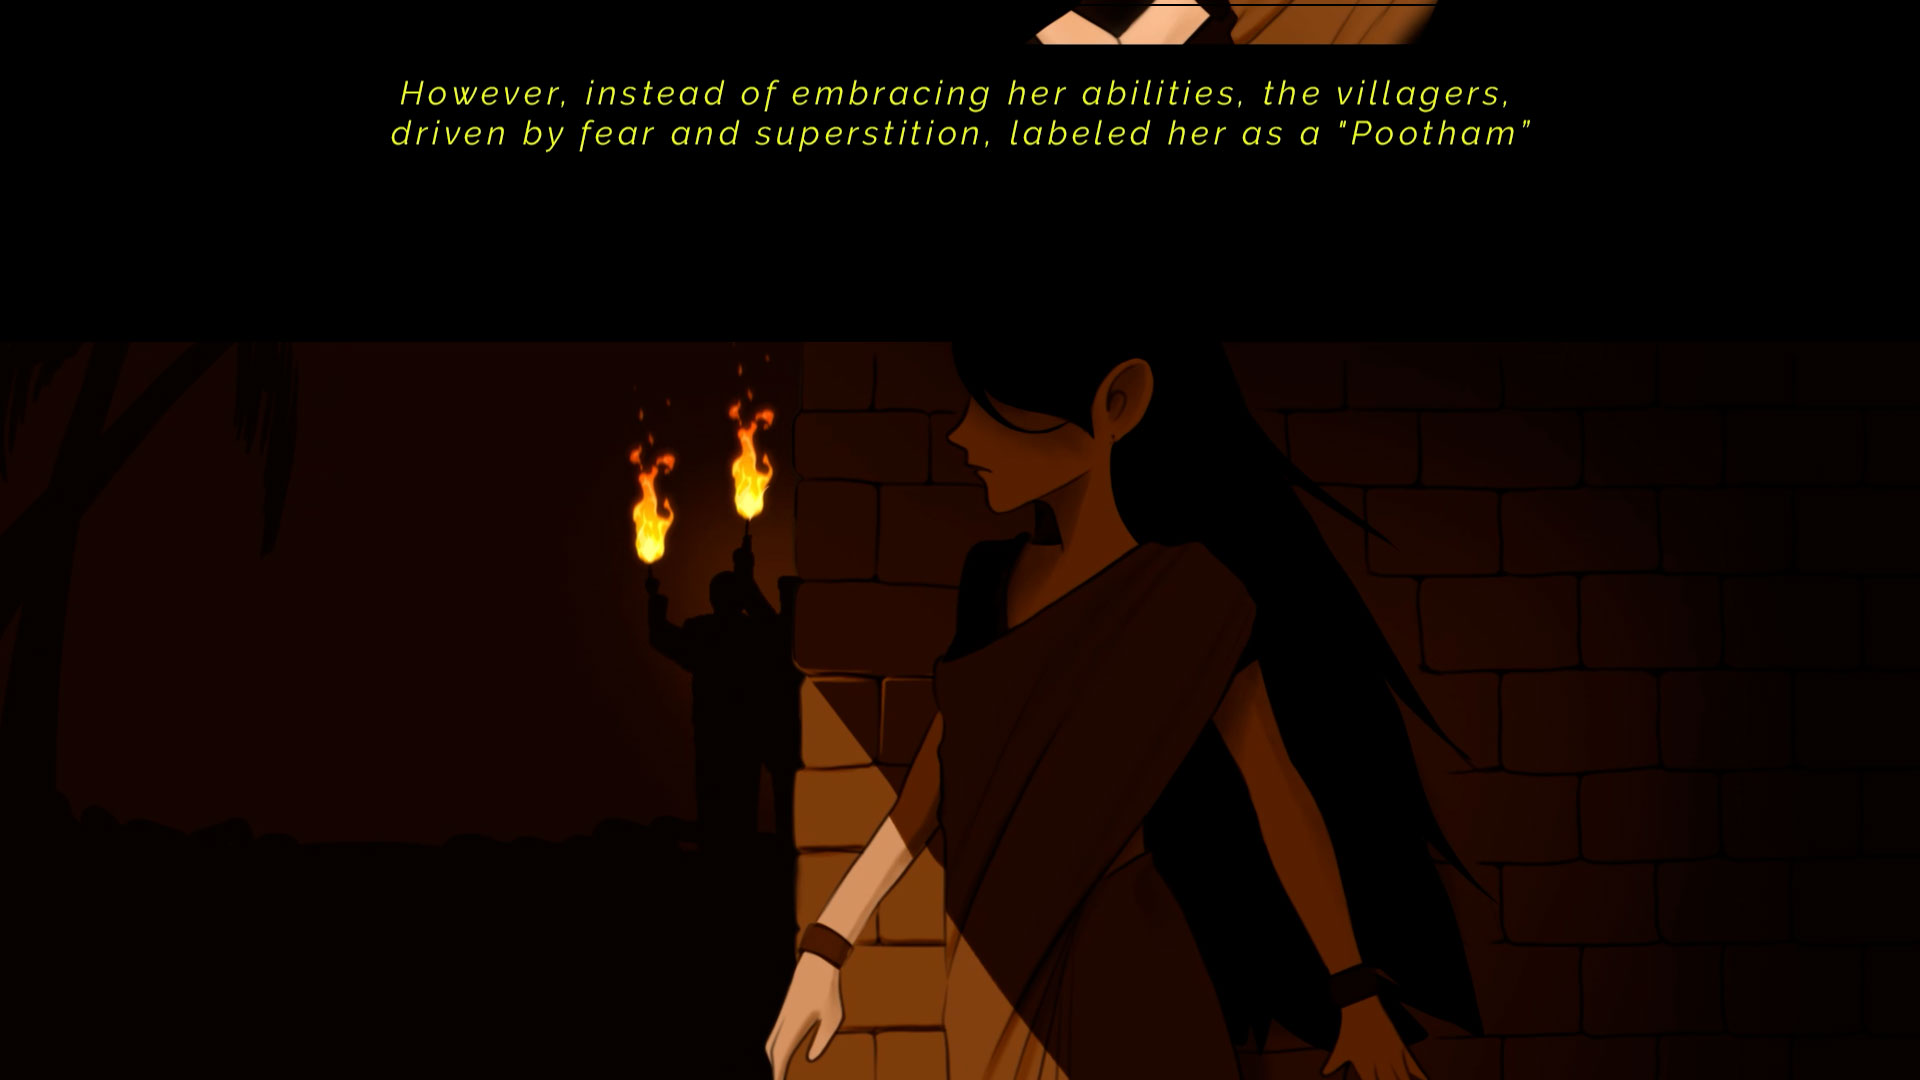 However, instead of embracing her abilities, the villagers,
driven by fear and superstition, labeled her as a "Pootham”